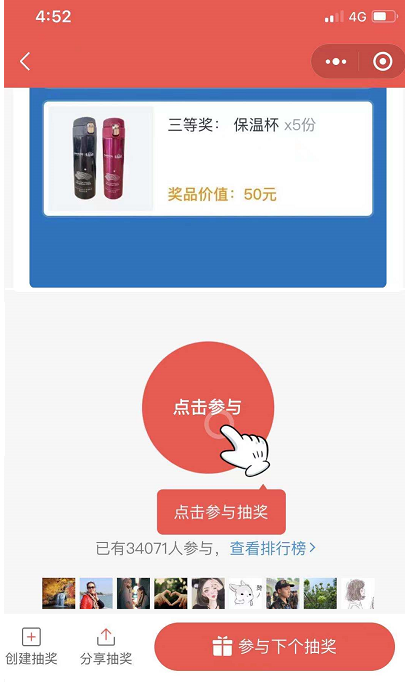 4:52
4G
三等奖： 保温杯 x5份
奖品价值：50元
点击参与
点击参与抽奖
已有34071人参与，查看排行榜
创建抽奖
分享抽奖
参与下个抽奖